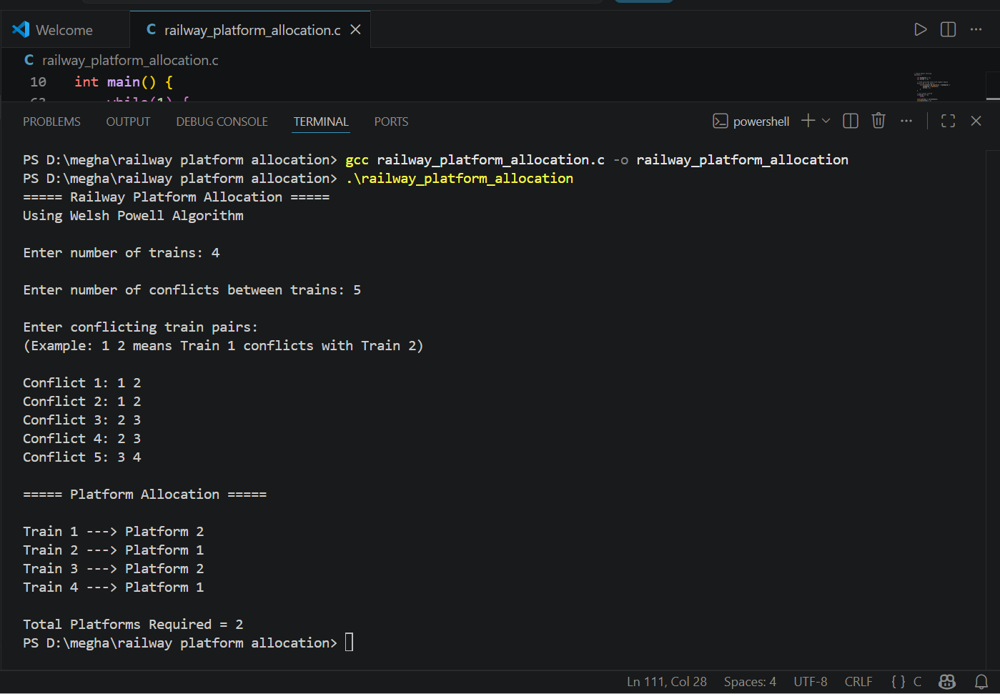 Welcome
C railway_platform_allocation.c
C railway_platform_allocation.c
10 int main() {
PROBLEMS OUTPUT DEBUG CONSOLE TERMINAL PORTS powershell
PS D:\megha\railway platform allocation> gcc railway_platform_allocation.c -o railway_platform_allocation
PS D:\megha\railway platform allocation> .\railway_platform_allocation
===== Railway Platform Allocation =====
Using Welsh Powell Algorithm
Enter number of trains: 4
Enter number of conflicts between trains: 5
Enter conflicting train pairs:
(Example: 1 2 means Train 1 conflicts with Train 2)
Conflict 1: 1 2
Conflict 2: 1 2
Conflict 3: 2 3
Conflict 4: 2 3
Conflict 5: 3 4
===== Platform Allocation =====
Train 1 ---> Platform 2
Train 2 ---> Platform 1
Train 3 ---> Platform 2
Train 4 ---> Platform 1
Total Platforms Required = 2
PS D:\megha\railway platform allocation>
Ln 111, Col 28 Spaces: 4 UTF-8 CRLF { } C